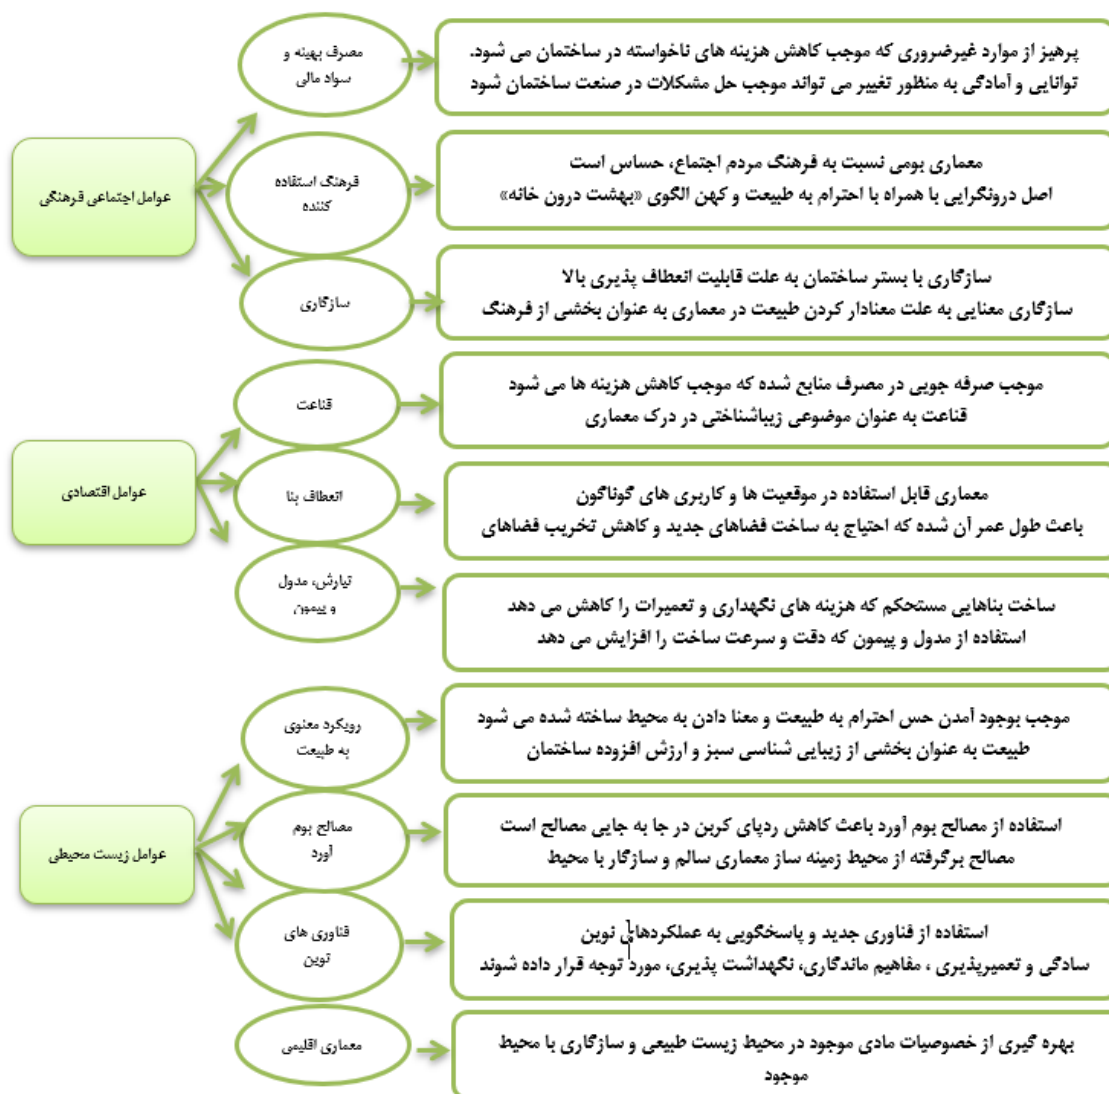 عوامل اجتماعی فرهنگی
مصرف بهینه و
سواد مالی
پرهیز از موارد غیرضروری که موجب کاهش هزینه های ناخواسته در ساختمان می شود.
توانایی و آمادگی به منظور تغییر می تواند موجب حل مشکلات در صنعت ساختمان شود
فرهنگ استفاده
کننده
معماری بومی نسبت به فرهنگ مردم اجتماع، حساس است
اصل درونگرایی با همراه با احترام به طبیعت و کهن الگوی «بهشت درون خانه»
سازگاری
سازگاری با بستر ساختمان به علت قابلیت انعطاف پذیری بالا
سازگاری معنایی به علت معنادار کردن طبیعت در معماری به عنوان بخشی از فرهنگ
عوامل اقتصادی
قناعت
موجب صرفه جویی در مصرف منابع شده که موجب کاهش هزینه ها می شود
قناعت به عنوان موضوعی زیباشناختی در درک معماری
انعطاف بنا
معماری قابل استفاده در موقعیت ها و کاربری های گوناگون
باعث طول عمر آن شده که احتیاج به ساخت فضاهای جدید و کاهش تخریب فضاهای
نیارش، مدول
و پیمون
ساخت بناهایی مستحکم که هزینه های نگهداری و تعمیرات را کاهش می دهد
استفاده از مدول و پیمون که دقت و سرعت ساخت را افزایش می دهد
عوامل زیست محیطی
رویکرد معنوی
به طبیعت
موجب بوجود آمدن حس احترام به طبیعت و معنا دادن به محیط ساخته شده می شود
طبیعت به عنوان بخشی از زیبایی شناسی سبز و ارزش افزوده ساختمان
مصالح بوم
آورد
استفاده از مصالح بوم آورد باعث کاهش ردپای کربن در جا به جایی مصالح است
مصالح برگرفته از محیط زمینه ساز معماری سالم و سازگار با محیط
فناوری های
نوین
استفاده از فناوری جدید و پاسخگویی به عملکردهای نوین
سادگی و تعمیرپذیری ، مفاهیم ماندگاری، نگهداشت پذیری، مورد توجه قرار داده شوند
معماری اقلیمی
بهره گیری از خصوصیات مادی موجود در محیط زیست طبیعی و سازگاری با محیط
موجود